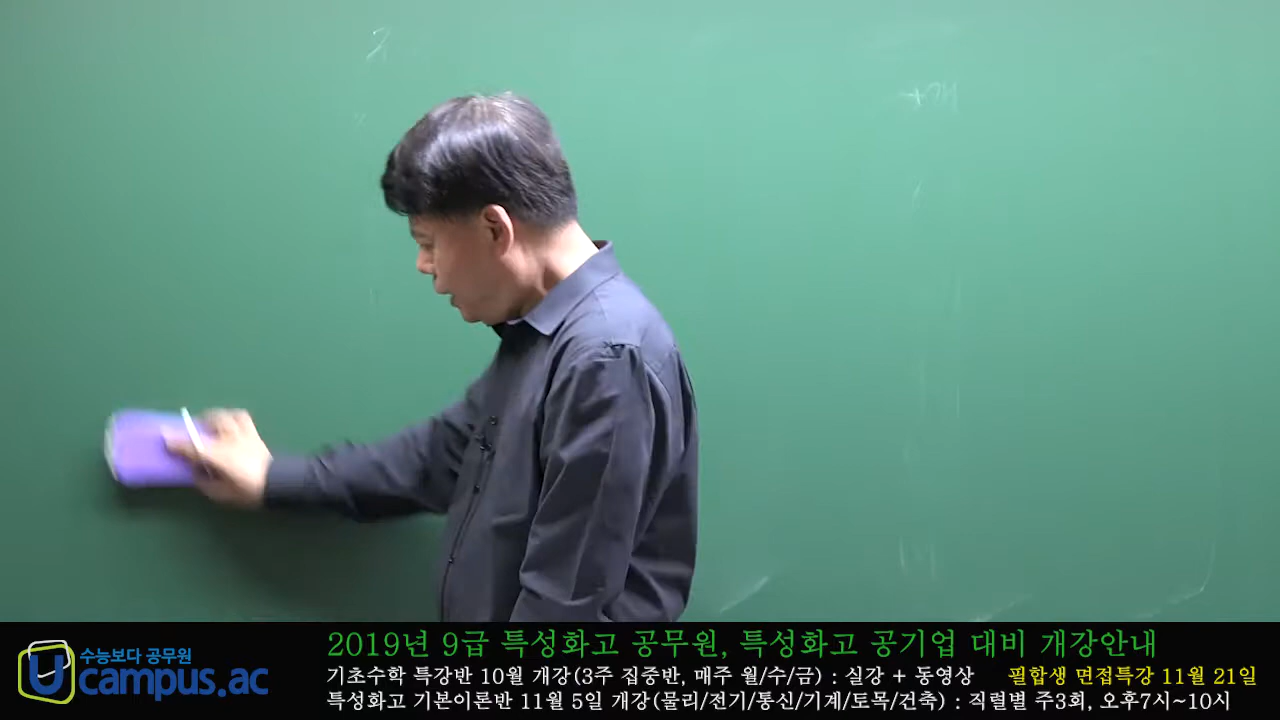 2019년 9급 특성화고 공무원, 특성화고 공기업 대비 개강안내
수능보다 공무원
Ucampus.ac
기초수학 특강반 10월 개강(3주 집중반, 매주 월/수/금) : 실강 + 동영상 필합생 면접특강 11월 21일
특성화고 기본이론반 11월 5일 개강(물리/전기/통신/기계/토목/건축) : 직렬별 주3회, 오후7시~10시